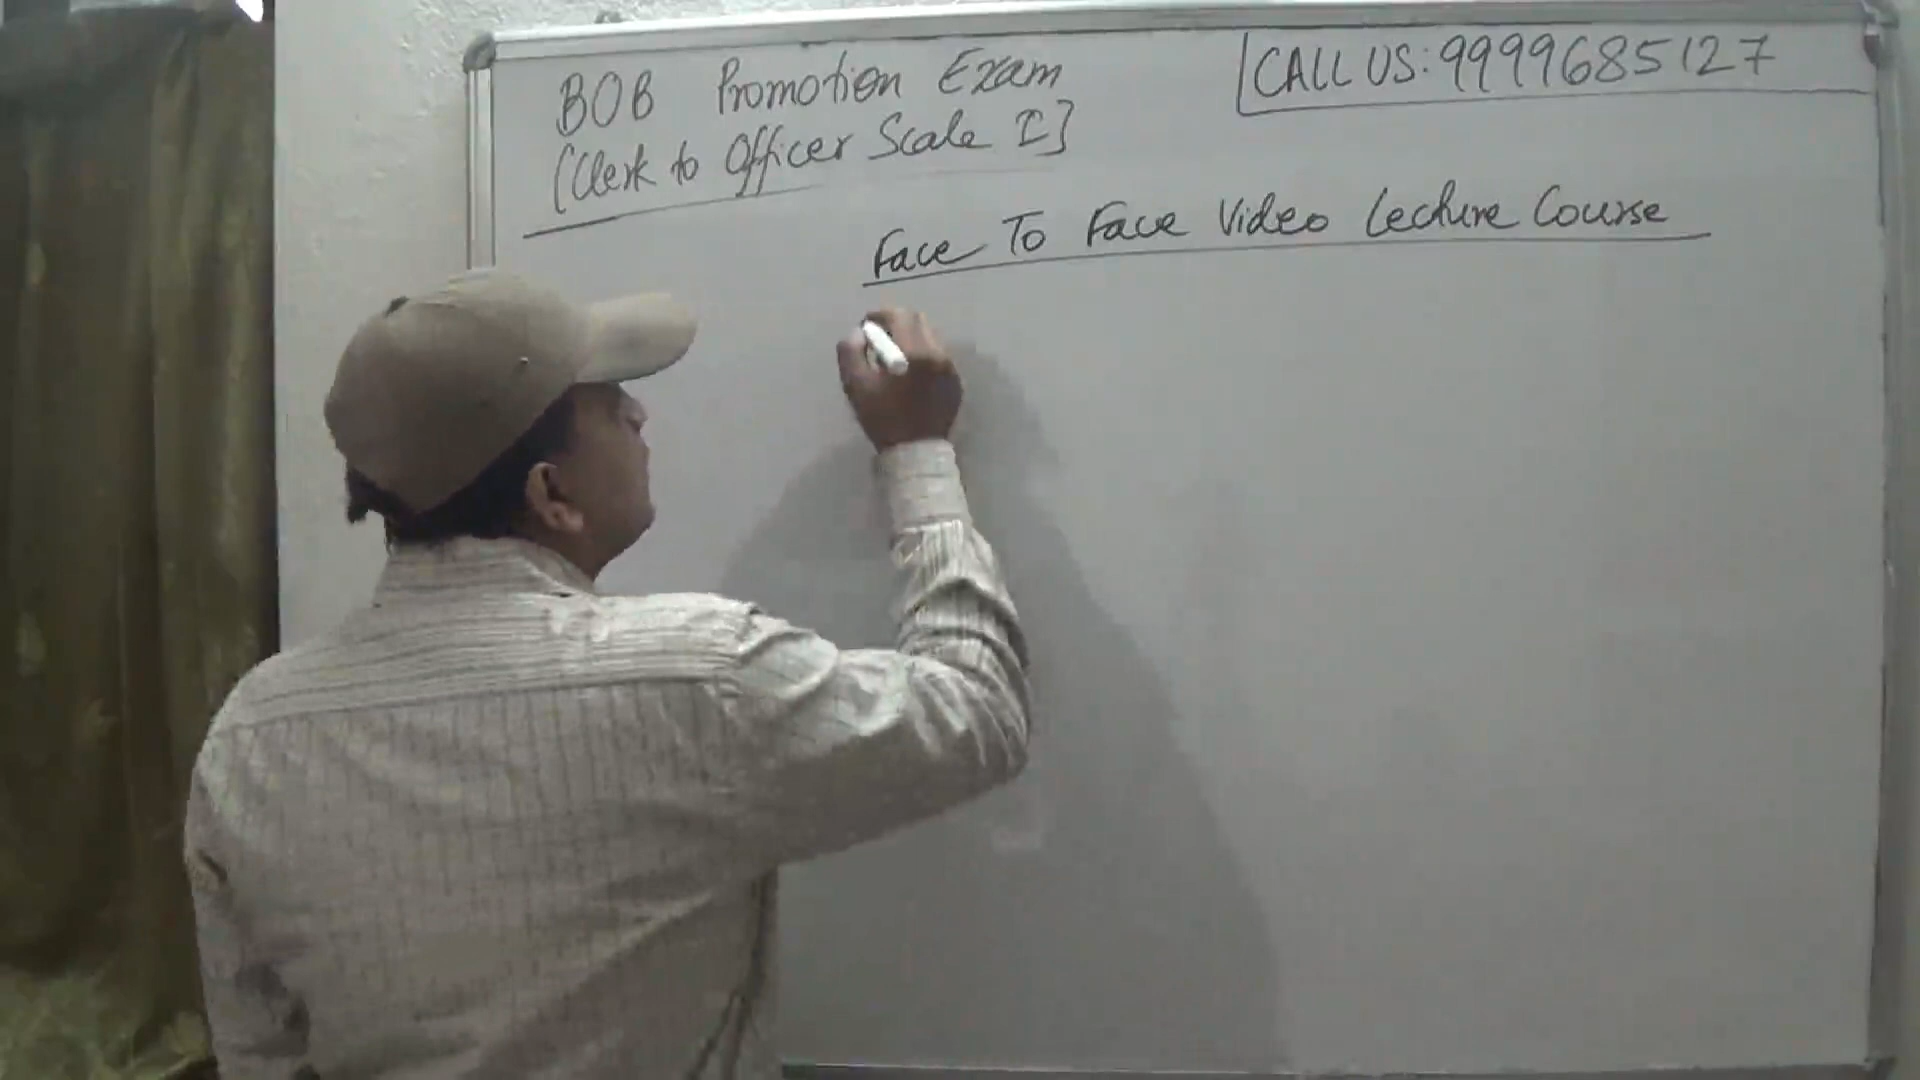 BOB Promotion Exam
[Clerk to Officer Scale I]
CALL US: 9999685127
Face To Face Video Lecture Course